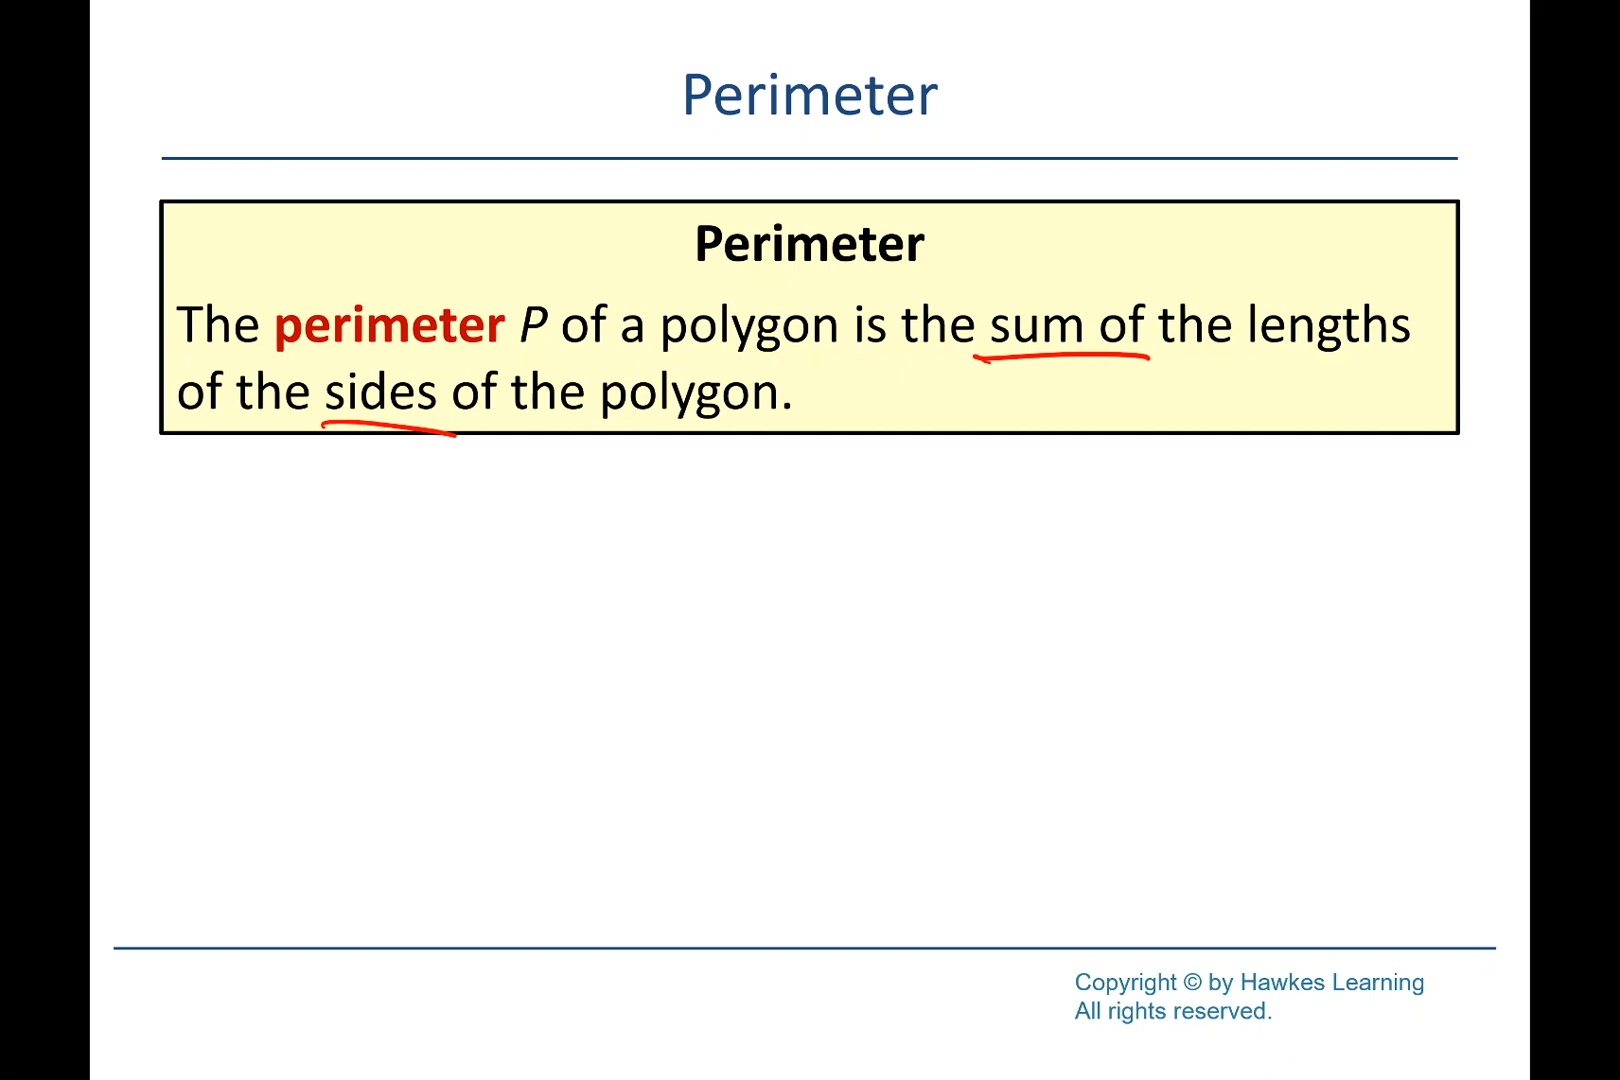 Perimeter
Perimeter
The perimeter P of a polygon is the sum of the lengths
of the sides of the polygon.
Copyright © by Hawkes Learning
All rights reserved.